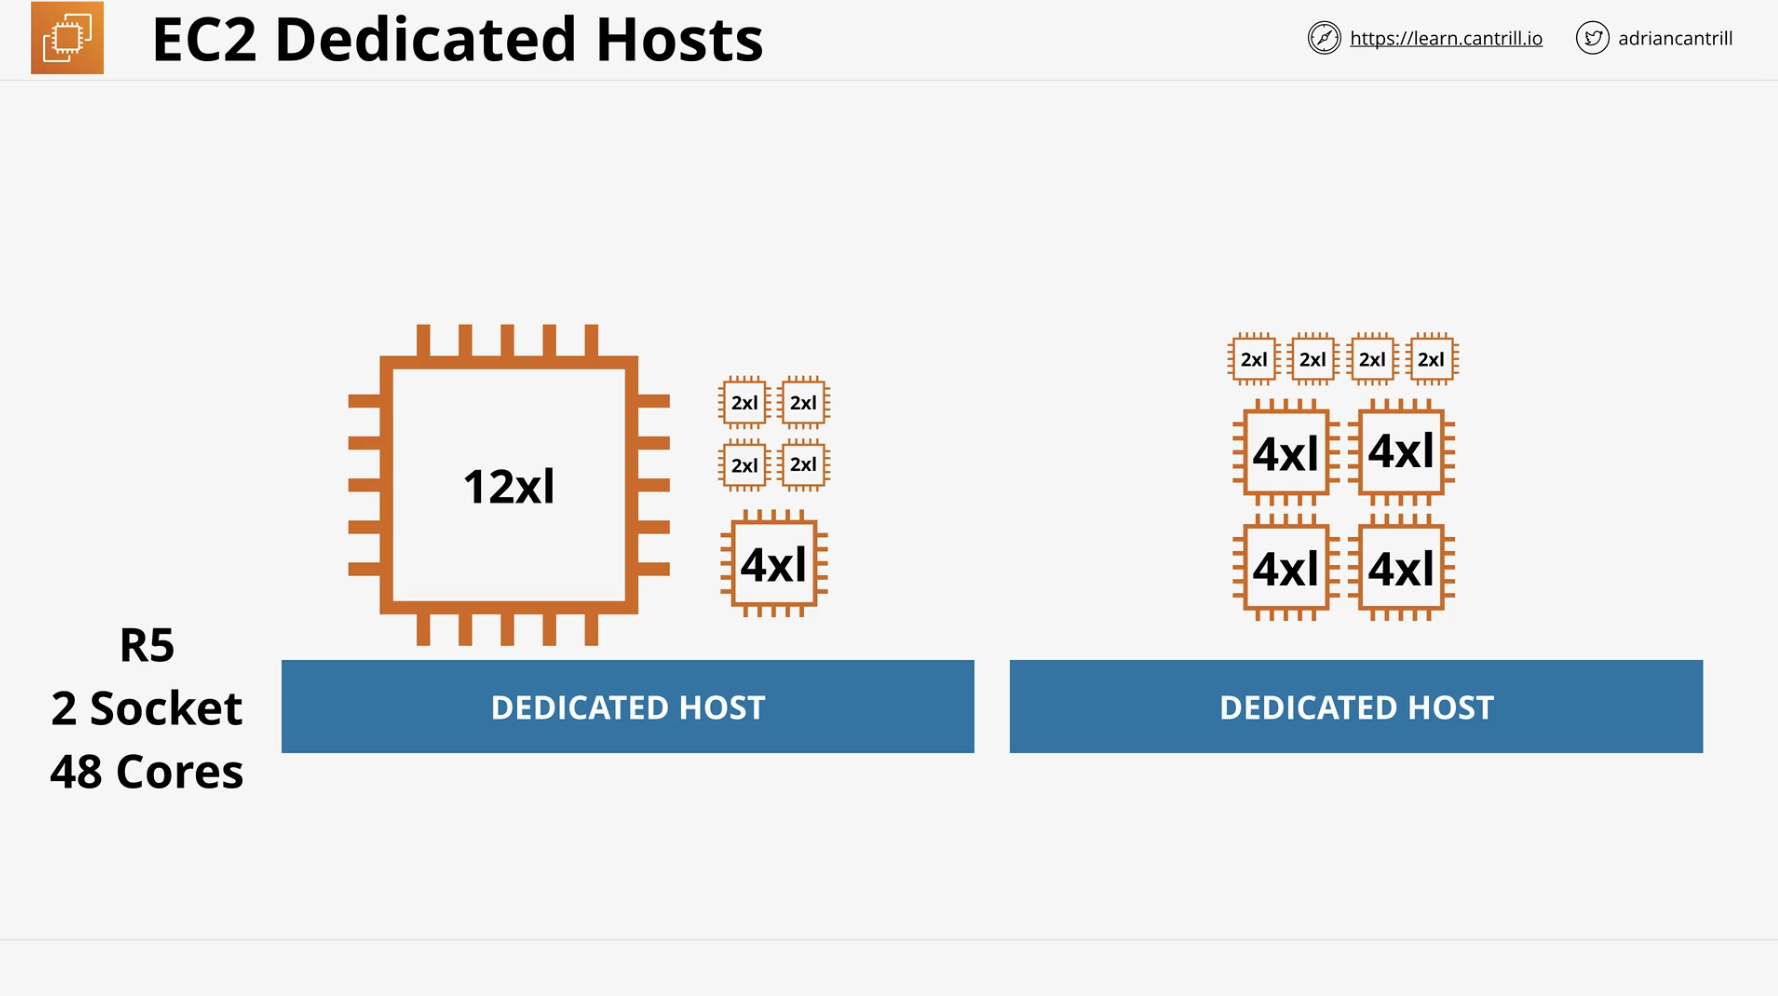 EC2 Dedicated Hosts
https://learn.cantrill.io
adriancantrill
12xl
2xl 2xl
2xl 2xl
4xl
2xl 2xl 2xl 2xl
4xl 4xl
4xl 4xl
R5
2 Socket
48 Cores
DEDICATED HOST
DEDICATED HOST